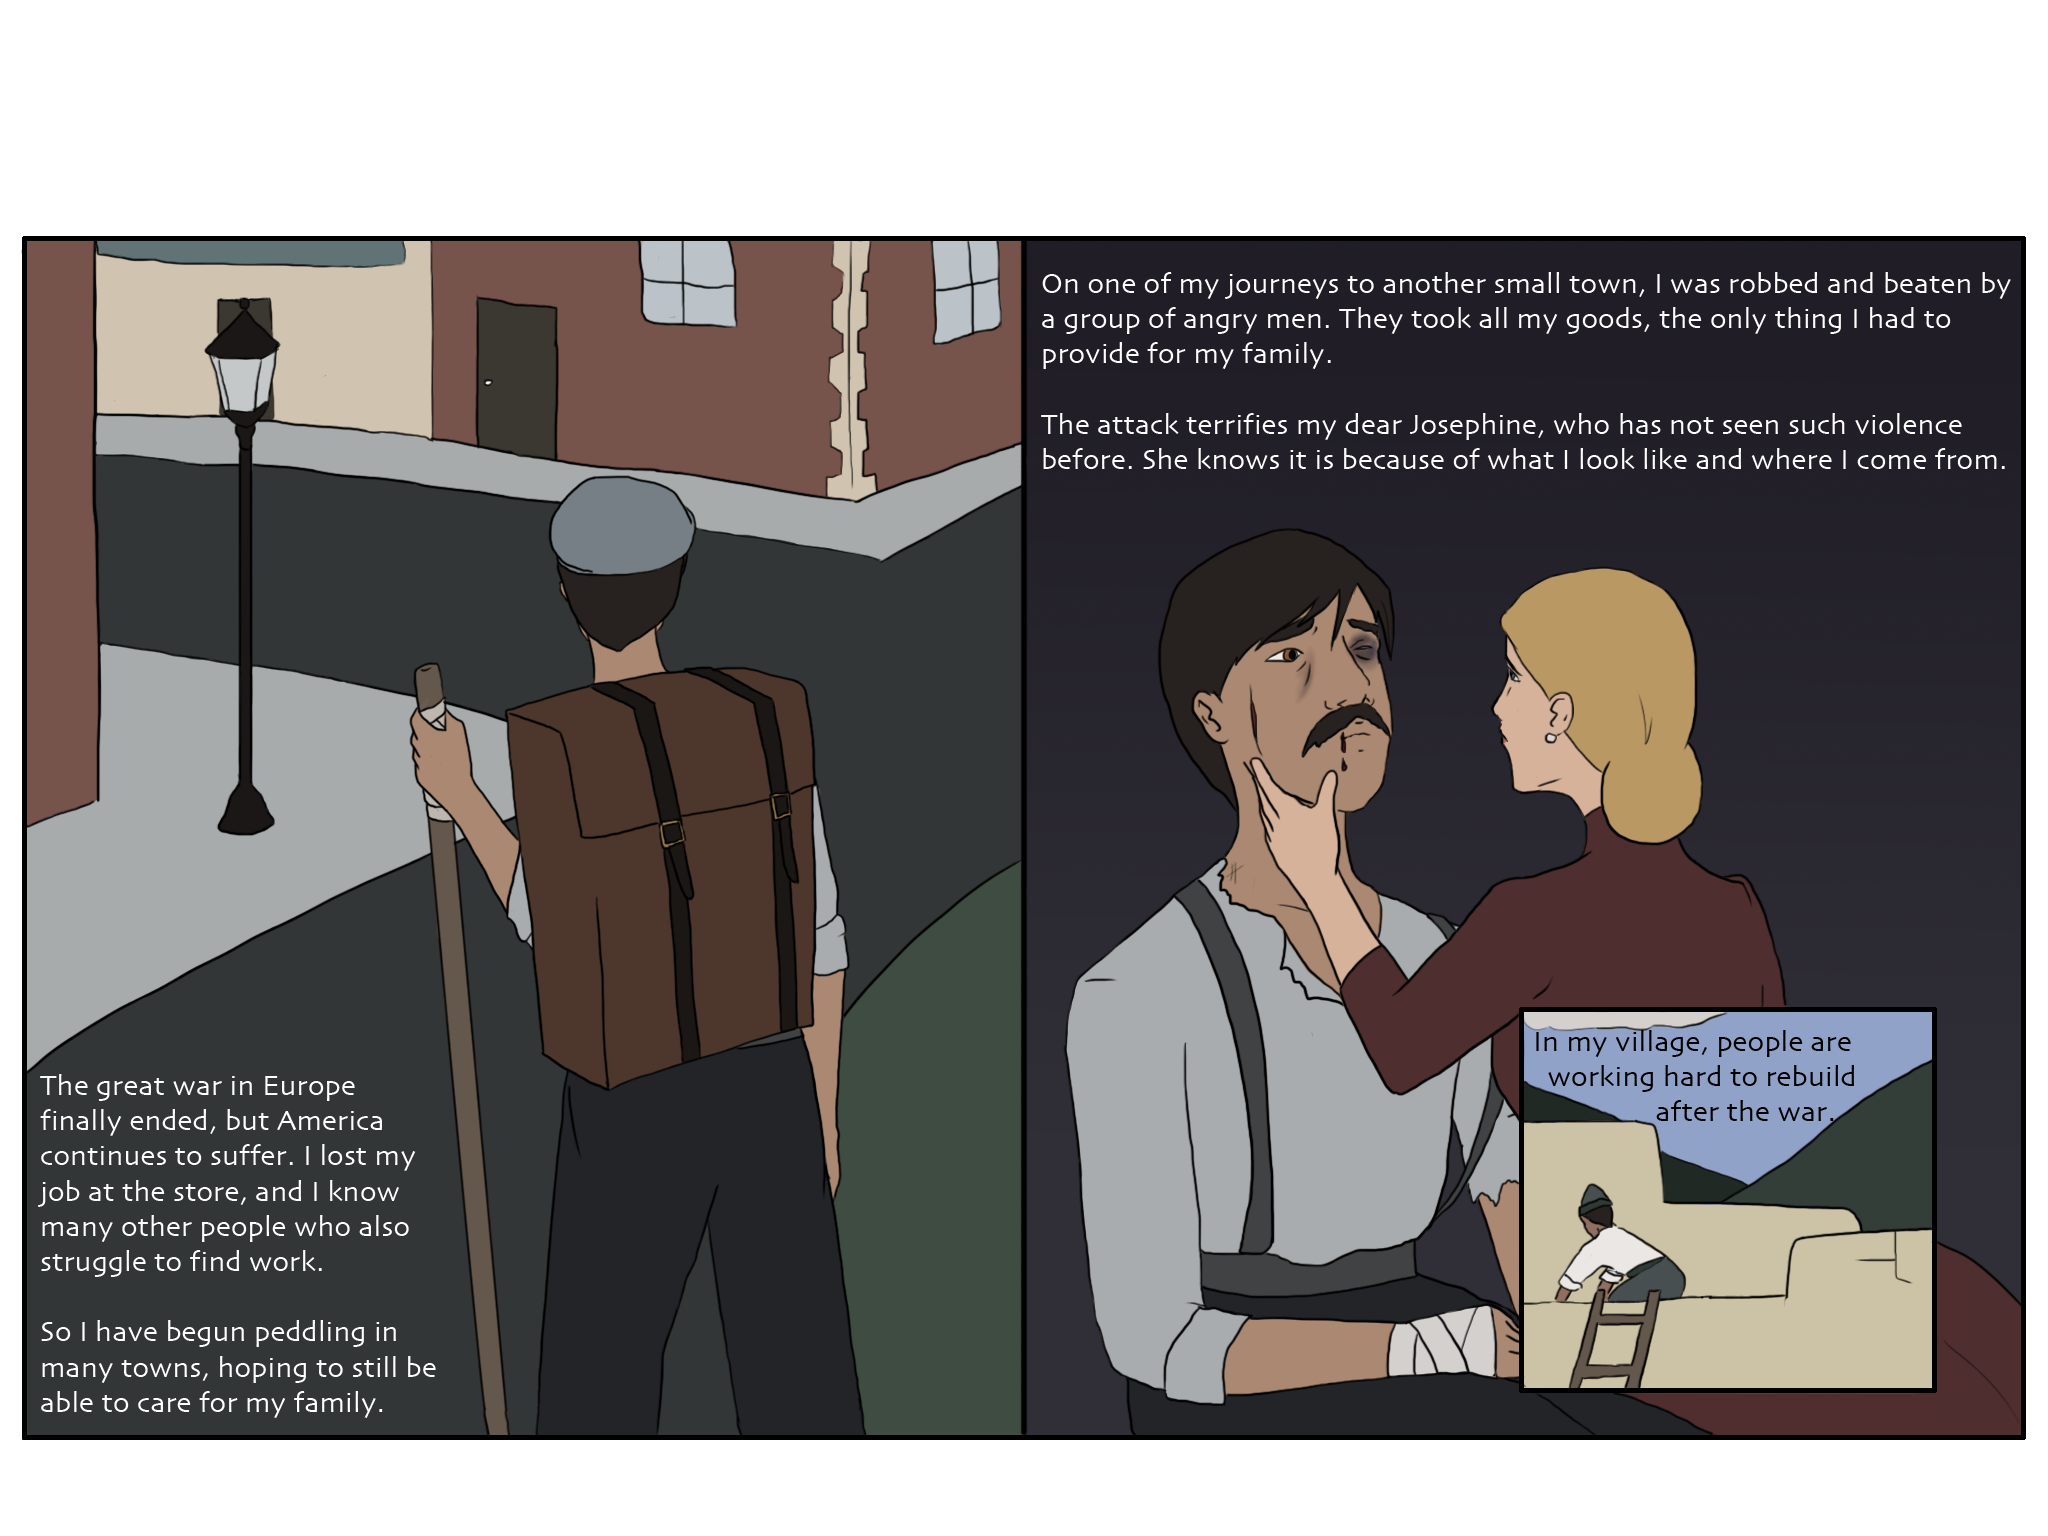 The great war in Europe
finally ended, but America
continues to suffer. I lost my
job at the store, and I know
many other people who also
struggle to find work.
So I have begun peddling in
many towns, hoping to still be
able to care for my family.
On one of my journeys to another small town, I was robbed and beaten by
a group of angry men. They took all my goods, the only thing I had to
provide for my family.
The attack terrifies my dear Josephine, who has not seen such violence
before. She knows it is because of what I look like and where I come from.
In my village, people are
working hard to rebuild
after the war.